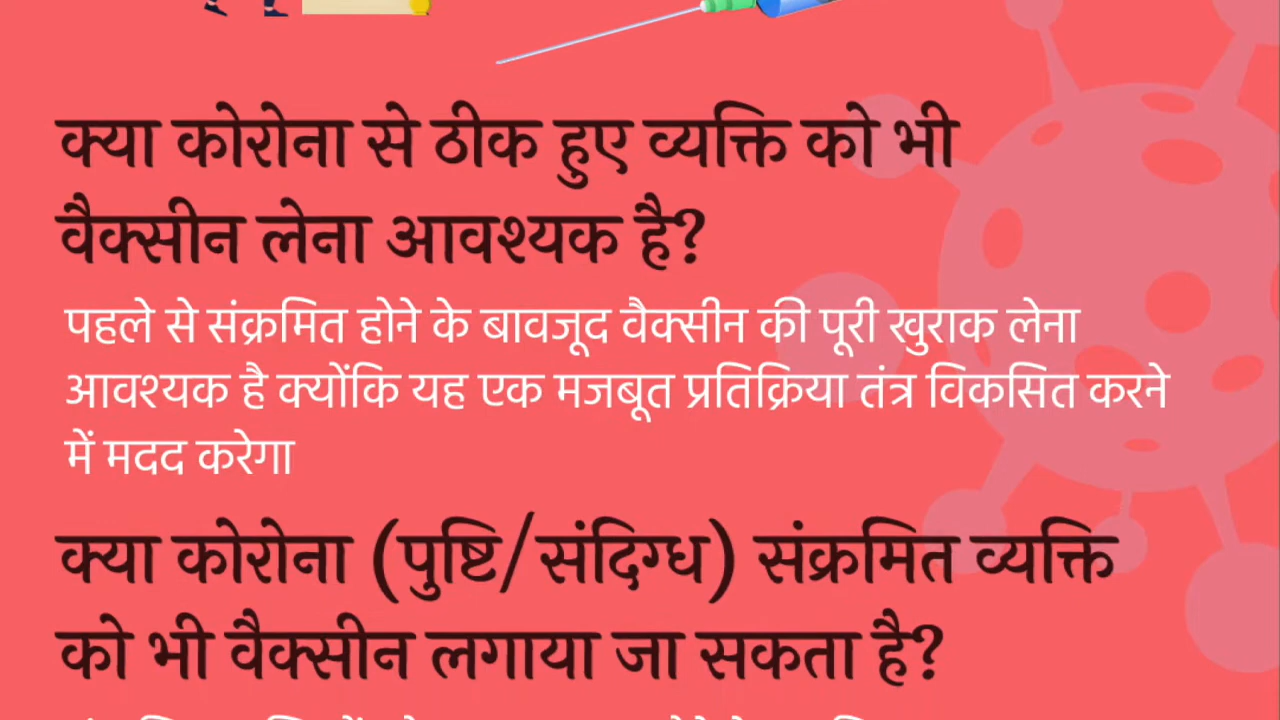 क्या कोरोना से ठीक हुए व्यक्ति को भी
वैक्सीन लेना आवश्यक है?
पहले से संक्रमित होने के बावजूद वैक्सीन की पूरी खुराक लेना
आवश्यक है क्योंकि यह एक मजबूत प्रतिक्रिया तंत्र विकसित करने
में मदद करेगा
क्या कोरोना (पुष्टि/संदिग्ध) संक्रमित व्यक्ति
को भी वैक्सीन लगाया जा सकता है?